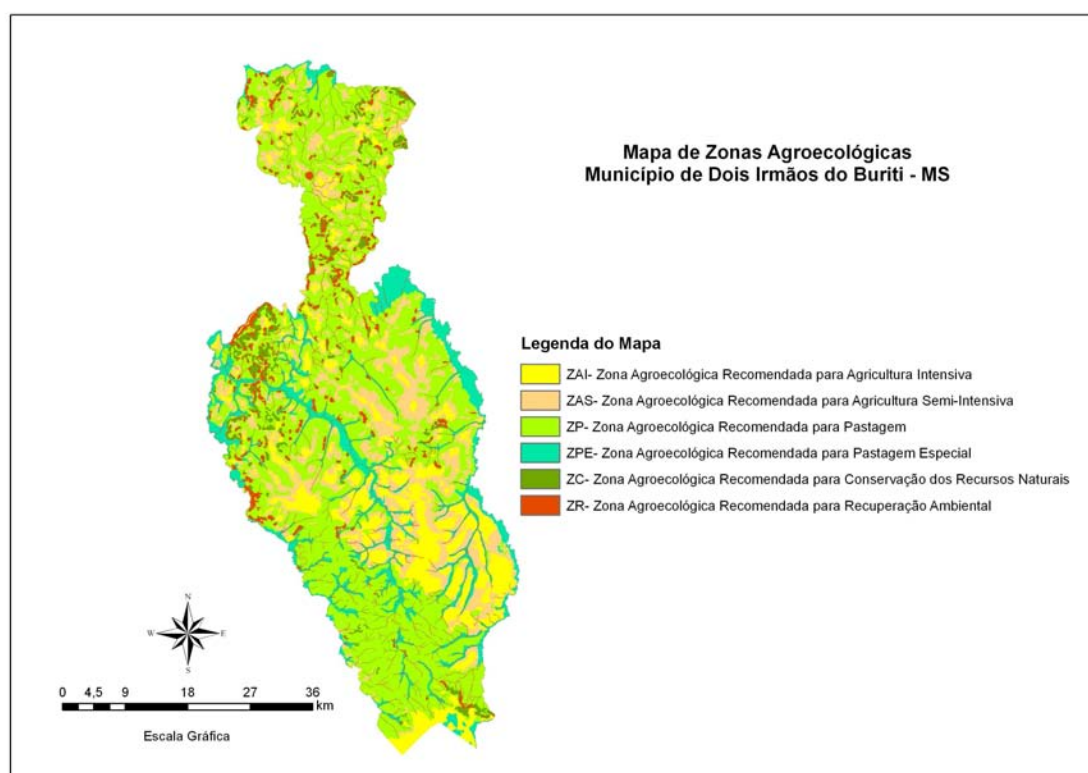 Mapa de Zonas Agroecológicas
Município de Dois Irmãos do Buriti - MS
Legenda do Mapa
ZAI- Zona Agroecológica Recomendada para Agricultura Intensiva
ZAS- Zona Agroecológica Recomendada para Agricultura Semi-Intensiva
ZP- Zona Agroecológica Recomendada para Pastagem
ZPE- Zona Agroecológica Recomendada para Pastagem Especial
ZC- Zona Agroecológica Recomendada para Conservação dos Recursos Naturais
ZR- Zona Agroecológica Recomendada para Recuperação Ambiental
N
W E
S
0 4,5 9 18 27 36
km
Escala Gráfica